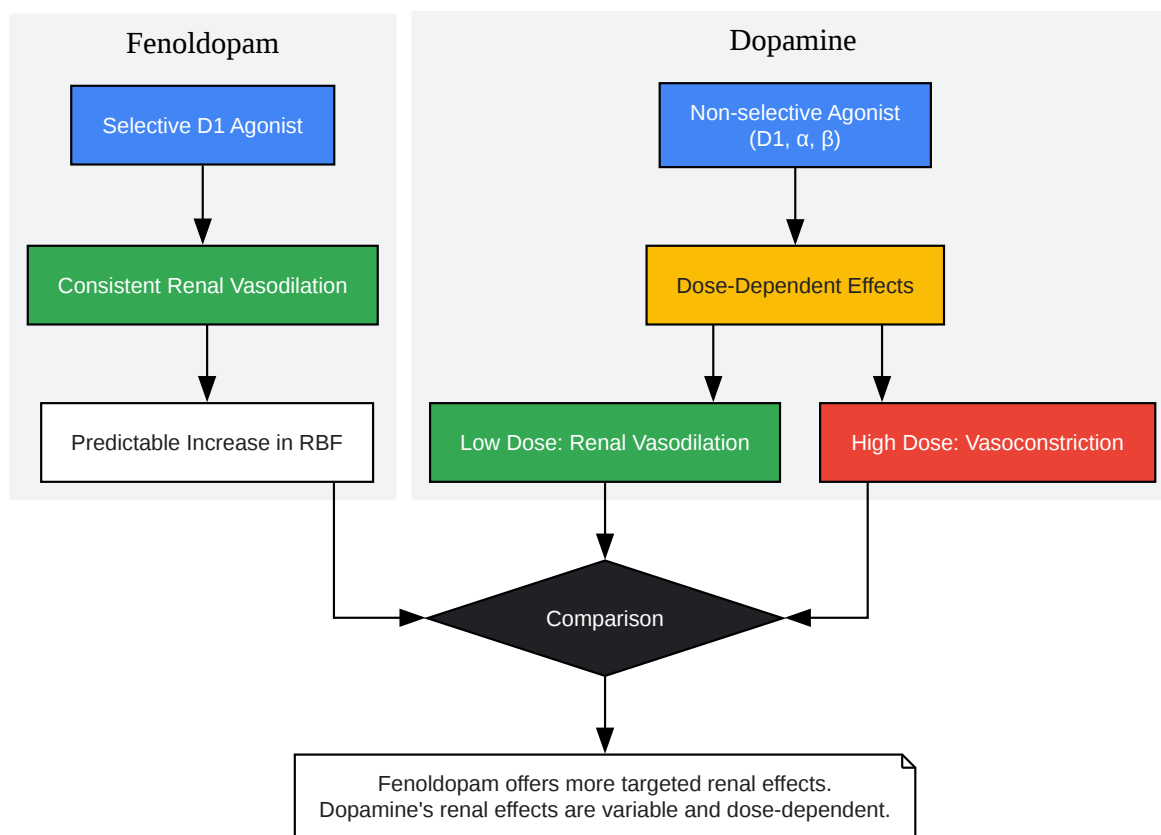 Fenoldopam
Dopamine
Selective D1 Agonist
Non-selective Agonist
(D1, α, β)
Consistent Renal Vasodilation
Dose-Dependent Effects
Predictable Increase in RBF
Low Dose: Renal Vasodilation
High Dose: Vasoconstriction
Comparison
Fenoldopam offers more targeted renal effects.
Dopamine's renal effects are variable and dose-dependent.